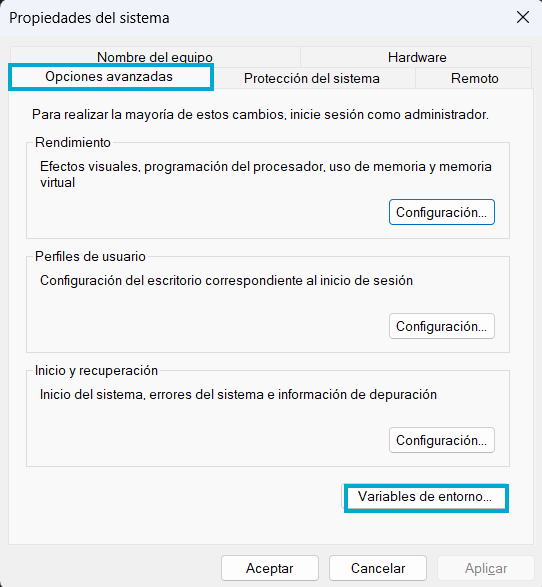 Propiedades del sistema
Nombre del equipo
Hardware
Opciones avanzadas
Protección del sistema
Remoto
Para realizar la mayoría de estos cambios, inicie sesión como administrador.
Rendimiento
Efectos visuales, programación del procesador, uso de memoria y memoria
virtual
Configuración...
Perfiles de usuario
Configuración del escritorio correspondiente al inicio de sesión
Configuración...
Inicio y recuperación
Inicio del sistema, errores del sistema e información de depuración
Configuración...
Variables de entorno...
Aceptar
Cancelar
Aplicar